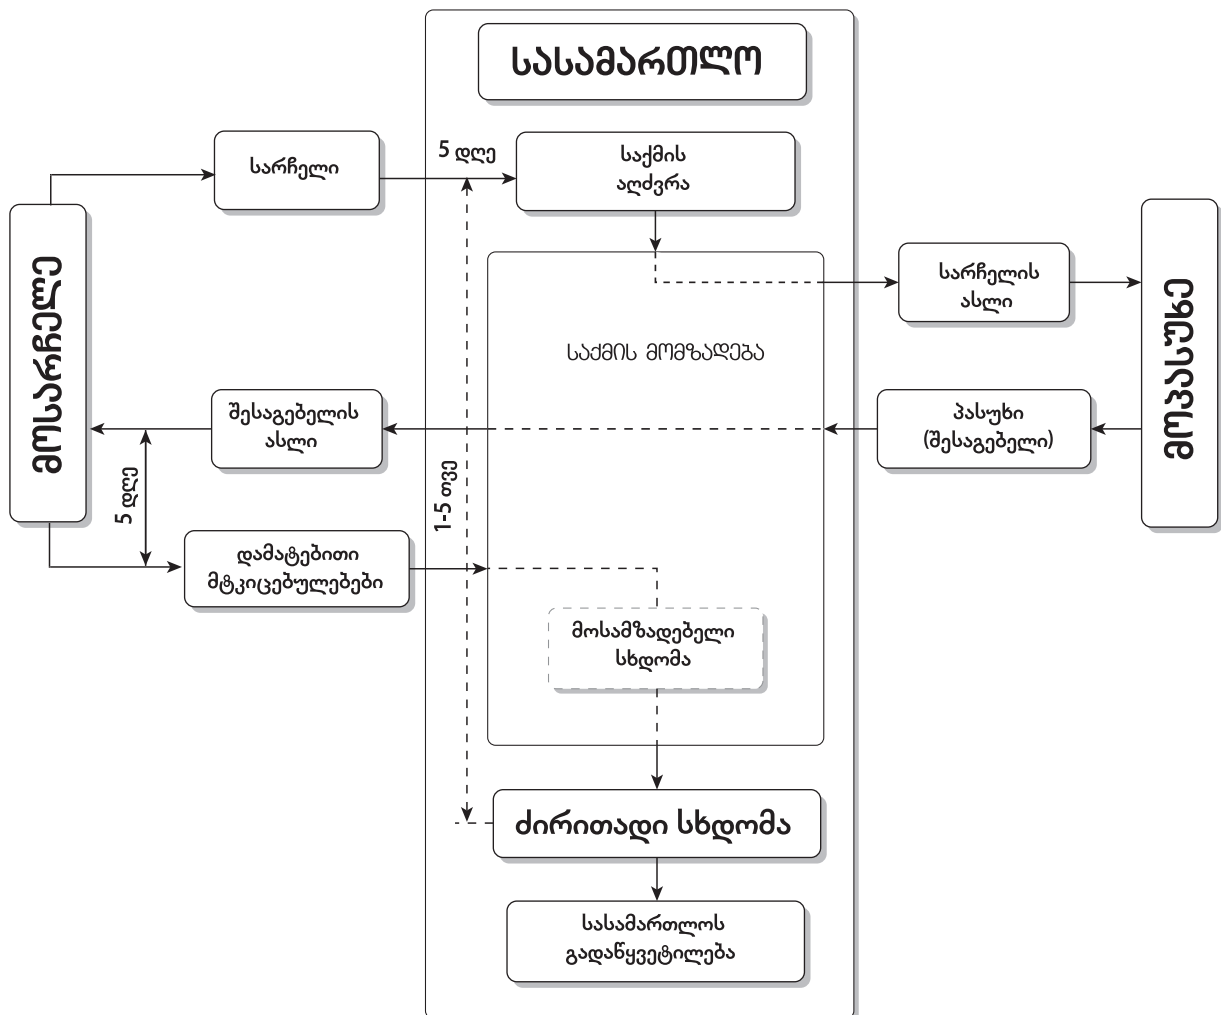 სასამართლო
სარჩელი
5 დღე
საქმის
აღძვრა
მოსარჩელე
სარჩელის
ასლი
მოპასუხე
საქმის მომზადება
შესაგებელის
ასლი
პასუხი
(შესაგებელი)
5 დღე
1-5 თვე
დამატებითი
მტკიცებულებები
მოსამზადებელი
სხდომა
ძირითადი სხდომა
სასამართლოს
გადაწყვეტილება